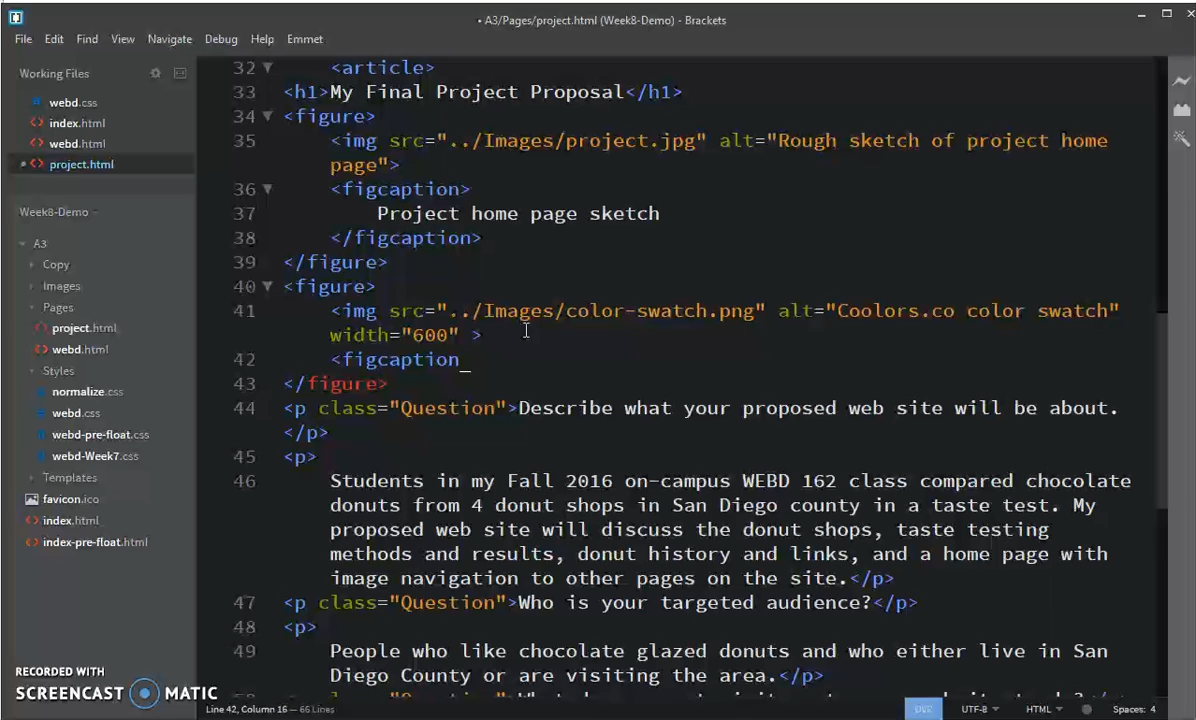 • A3/Pages/project.html (Week8-Demo) - Brackets
File Edit Find View Navigate Debug Help Emmet
Working Files
webd.css
index.html
webd.html
project.html
Week8-Demo
A3
Copy
Images
Pages
project.html
webd.html
Styles
normalize.css
webd.css
webd-pre-float.css
webd-Week7.css
Templates
favicon.ico
index.html
index-pre-float.html
32 <article>
33 <h1>My Final Project Proposal</h1>
34 <figure>
35 <img src="../Images/project.jpg" alt="Rough sketch of project home
page">
36 <figcaption>
37 Project home page sketch
38 </figcaption>
39 </figure>
40 <figure>
41 <img src="../Images/color-swatch.png" alt="Coolors.co color swatch"
width="600" >
42 <figcaption
43 </figure>
44 <p class="Question">Describe what your proposed web site will be about.
</p>
45 <p>
46 Students in my Fall 2016 on-campus WEBD 162 class compared chocolate
donuts from 4 donut shops in San Diego county in a taste test. My
proposed web site will discuss the donut shops, taste testing
methods and results, donut history and links, and a home page with
image navigation to other pages on the site.</p>
47 <p class="Question">Who is your targeted audience?</p>
48 <p>
49 People who like chocolate glazed donuts and who either live in San
Diego County or are visiting the area.</p>
RECORDED WITH
SCREENCAST MATIC
Line 42, Column 16 — 66 Lines
UTF-8 HTML Spaces: 4